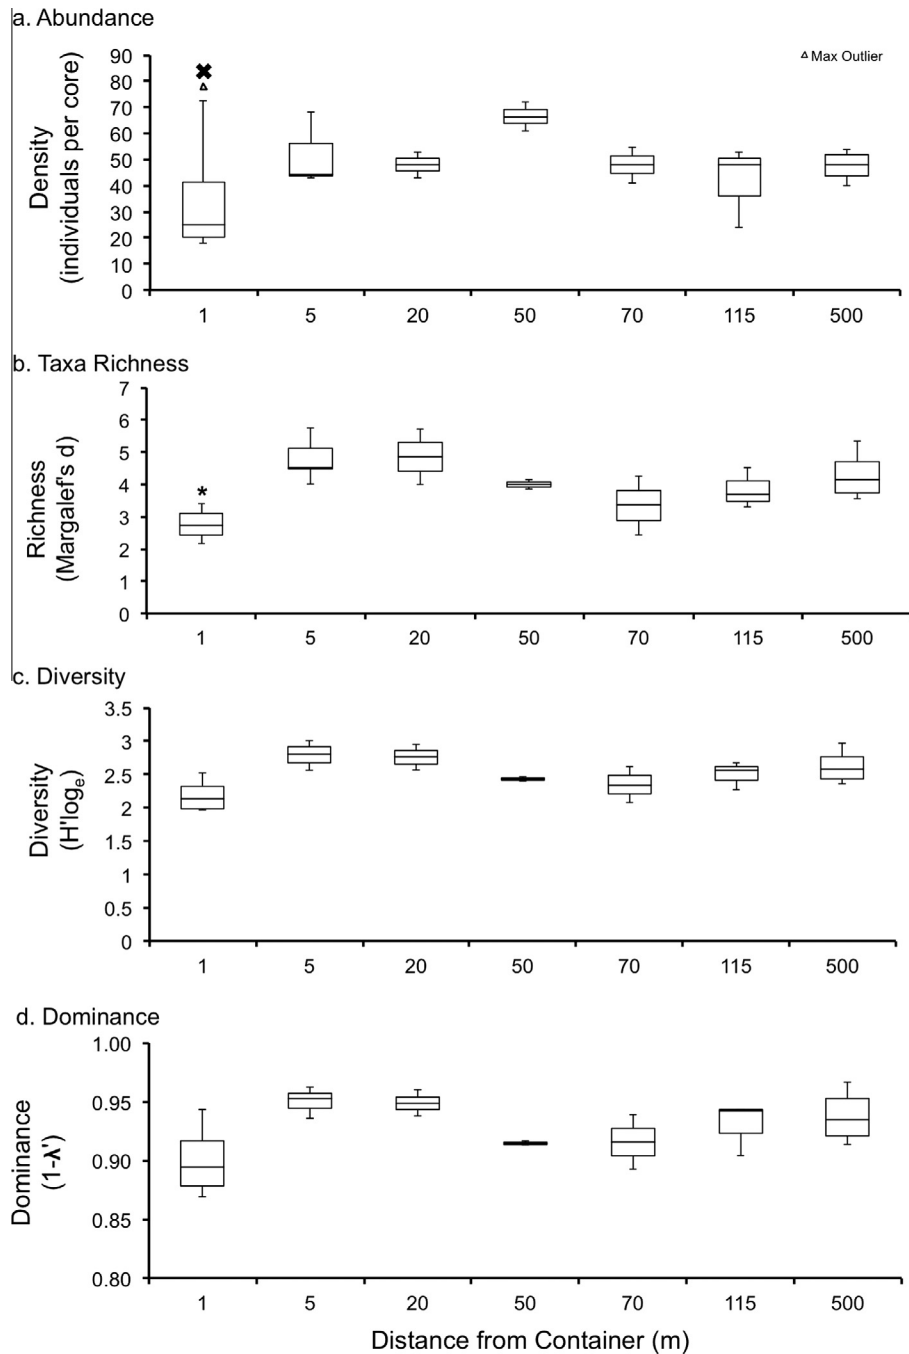 a. Abundance
Density
(individuals per core)
90
80
70
60
50
40
30
20
10
0
Max Outlier
1 5 20 50 70 115 500
b. Taxa Richness
Richness
(Margalef's d)
7
6
5
4
3
2
1
0
*
1 5 20 50 70 115 500
c. Diversity
Diversity
(H'loge)
3.5
3
2.5
2
1.5
1
0.5
0
1 5 20 50 70 115 500
d. Dominance
Dominance
(1-λ')
1.00
0.95
0.90
0.85
0.80
1 5 20 50 70 115 500
Distance from Container (m)